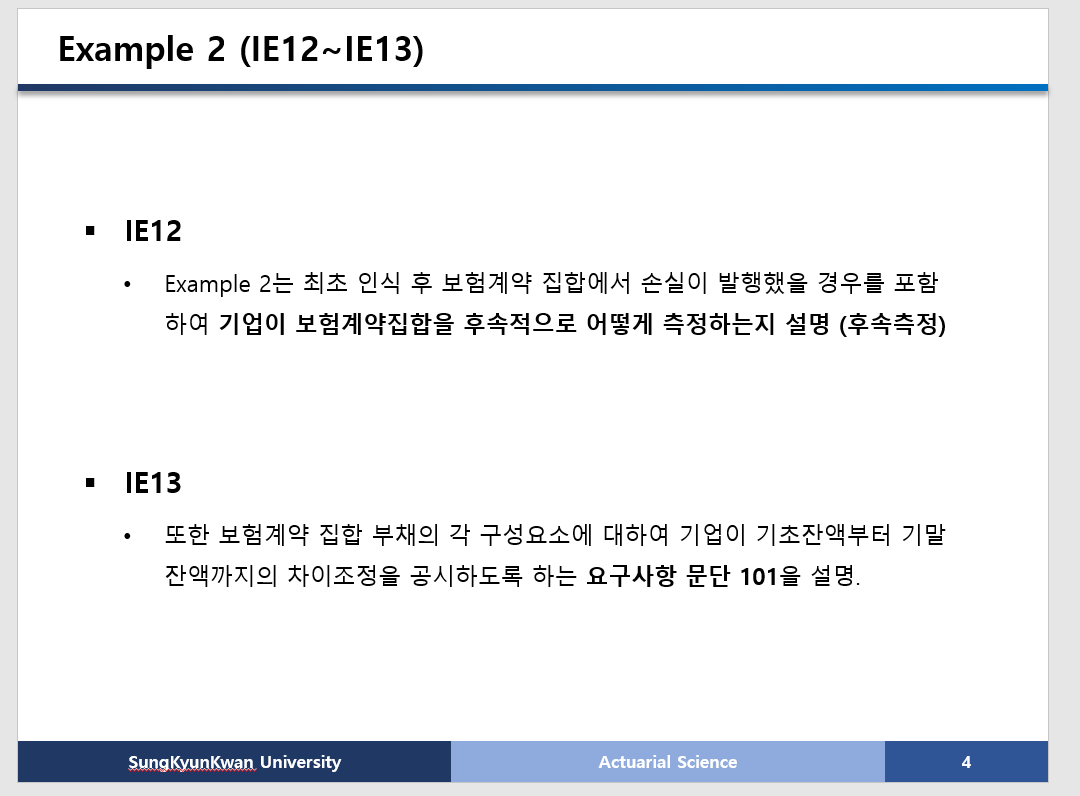 Example 2 (IE12~IE13)
▪ IE12
• Example 2는 최초 인식 후 보험계약 집합에서 손실이 발행했을 경우를 포함
하여 기업이 보험계약집합을 후속적으로 어떻게 측정하는지 설명 (후속측정)
▪ IE13
• 또한 보험계약 집합 부채의 각 구성요소에 대하여 기업이 기초잔액부터 기말
잔액까지의 차이조정을 공시하도록 하는 요구사항 문단 101을 설명.
SungKyunKwan University
Actuarial Science
4